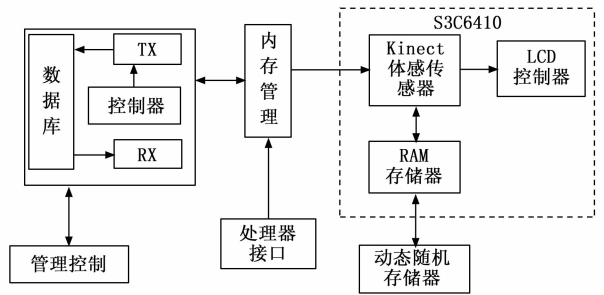 S3C6410
数据库
TX
控制器
RX
内存管理
Kinect
体感传
感器
LCD
控制器
RAM
存储器
管理控制
处理器
接口
动态随机
存储器